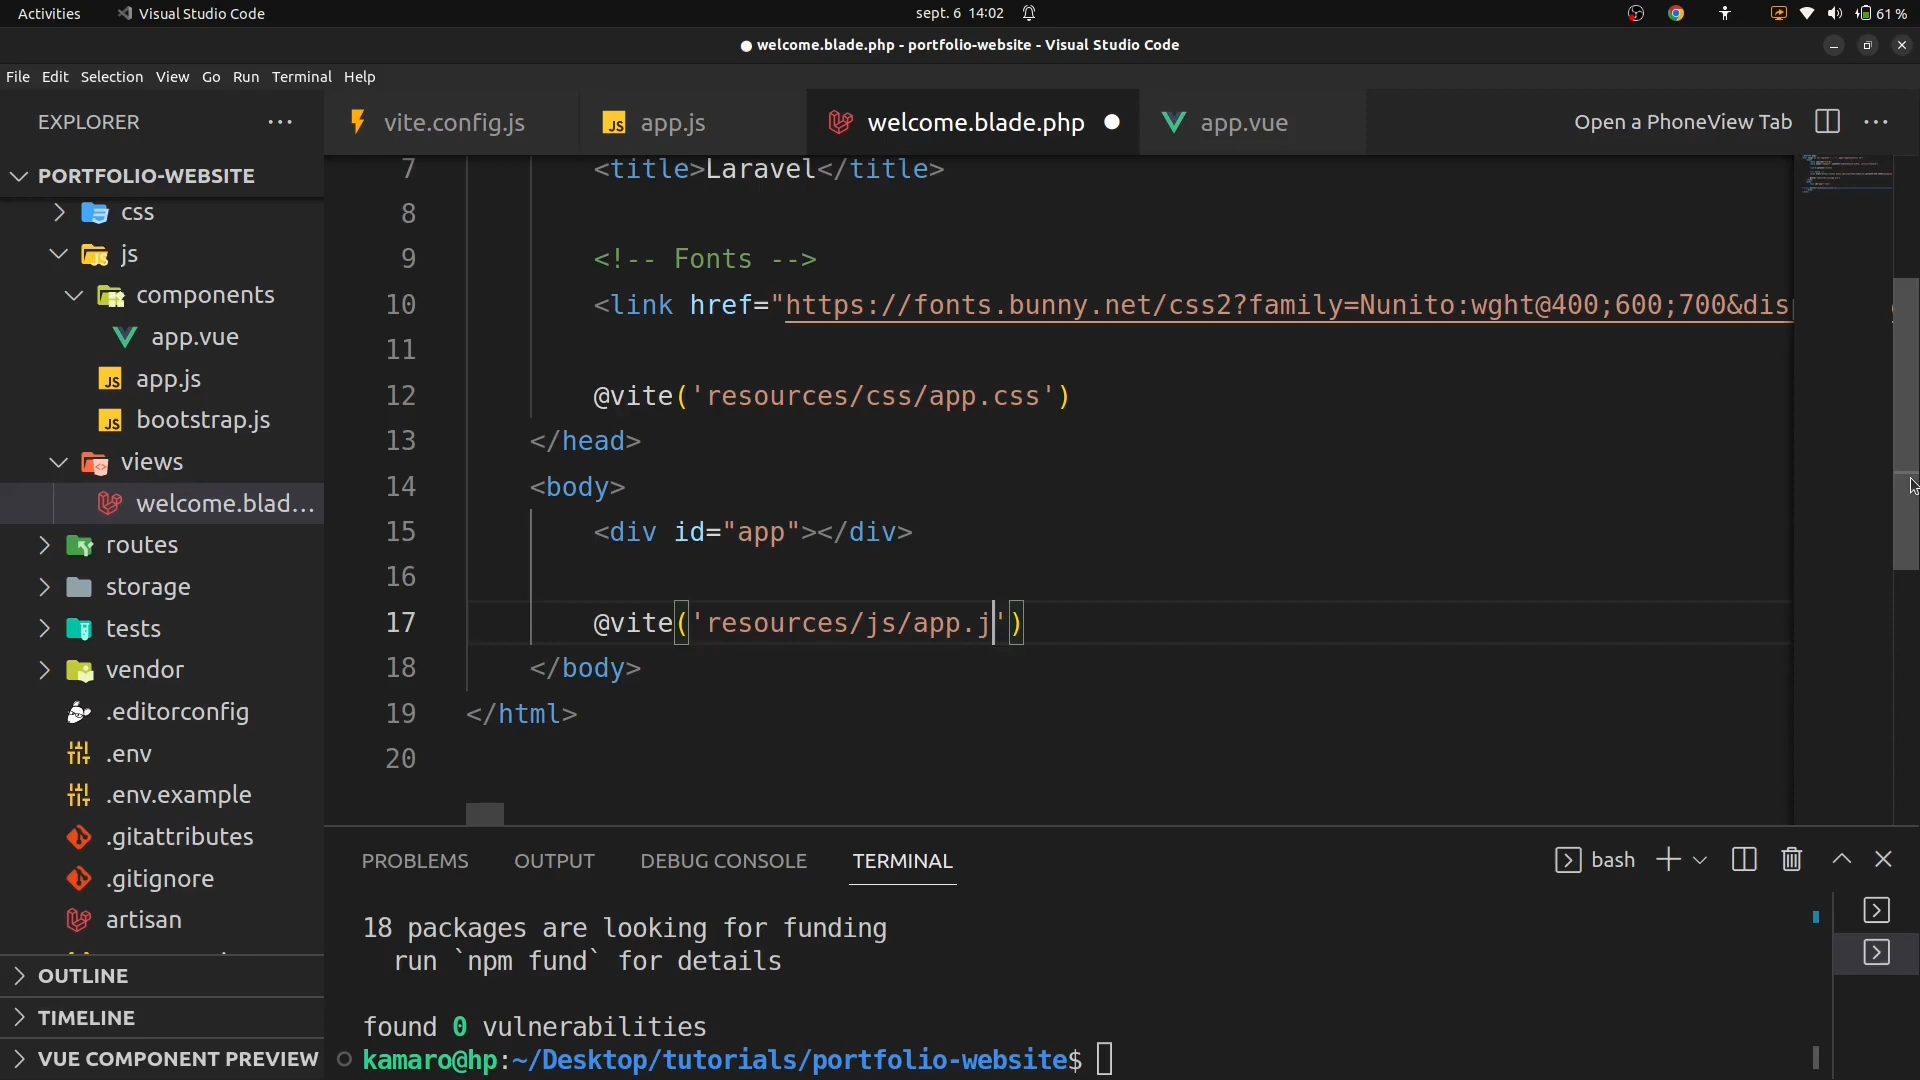 Activities
Visual Studio Code
sept. 6 14:02
61 %
welcome.blade.php - portfolio-website - Visual Studio Code
File Edit Selection View Go Run Terminal Help
EXPLORER
vite.config.js
JS app.js
welcome.blade.php
app.vue
Open a PhoneView Tab
PORTFOLIO-WEBSITE
css
js
components
app.vue
JS app.js
JS bootstrap.js
views
welcome.blad...
routes
storage
tests
vendor
.editorconfig
.env
.env.example
.gitattributes
.gitignore
artisan
OUTLINE
TIMELINE
VUE COMPONENT PREVIEW
7 <title>Laravel</title>
8
9 <!-- Fonts -->
10 <link href="https://fonts.bunny.net/css2?family=Nunito:wght@400;600;700&disp
11
12 @vite('resources/css/app.css')
13 </head>
14 <body>
15 <div id="app"></div>
16
17 @vite('resources/js/app.j')
18 </body>
19 </html>
20
PROBLEMS OUTPUT DEBUG CONSOLE TERMINAL
bash
18 packages are looking for funding
run `npm fund` for details
found 0 vulnerabilities
kamaro@hp:~/Desktop/tutorials/portfolio-website$